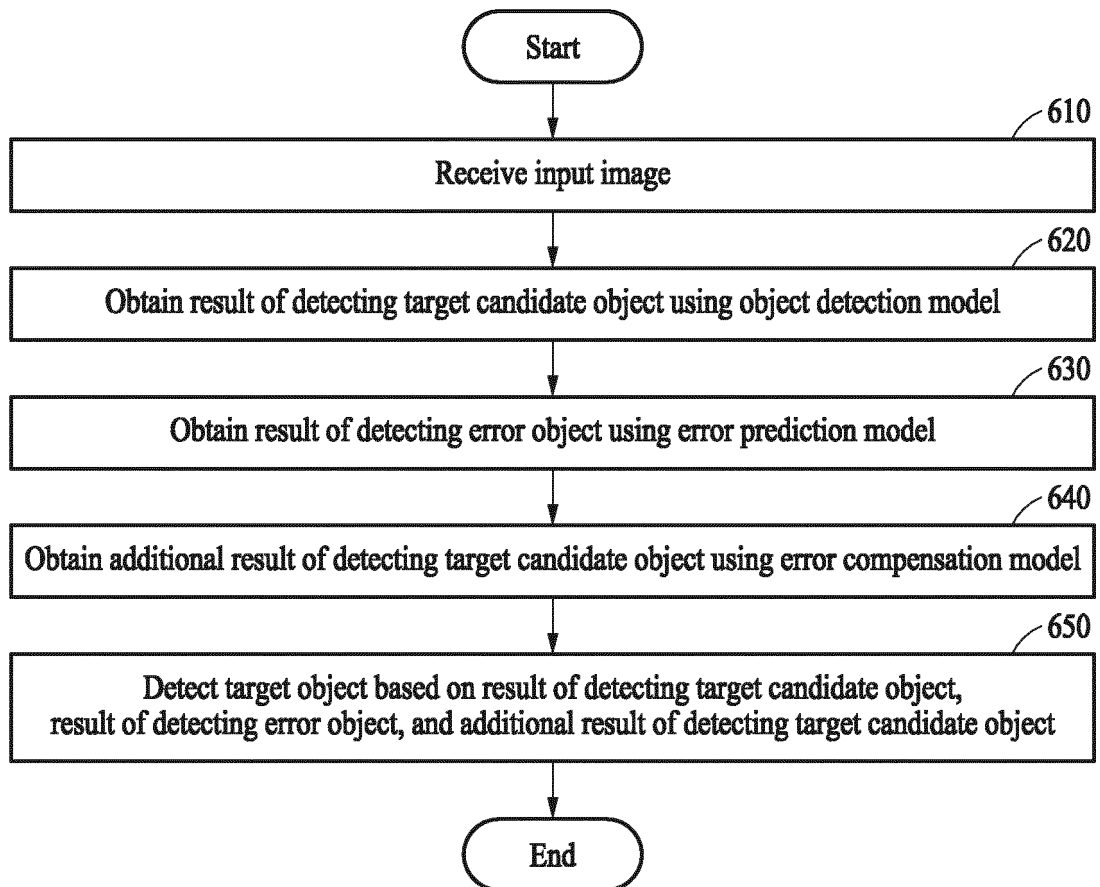 Start
610
Receive input image
620
Obtain result of detecting target candidate object using object detection model
630
Obtain result of detecting error object using error prediction model
640
Obtain additional result of detecting target candidate object using error compensation model
650
Detect target object based on result of detecting target candidate object,
result of detecting error object, and additional result of detecting target candidate object
End